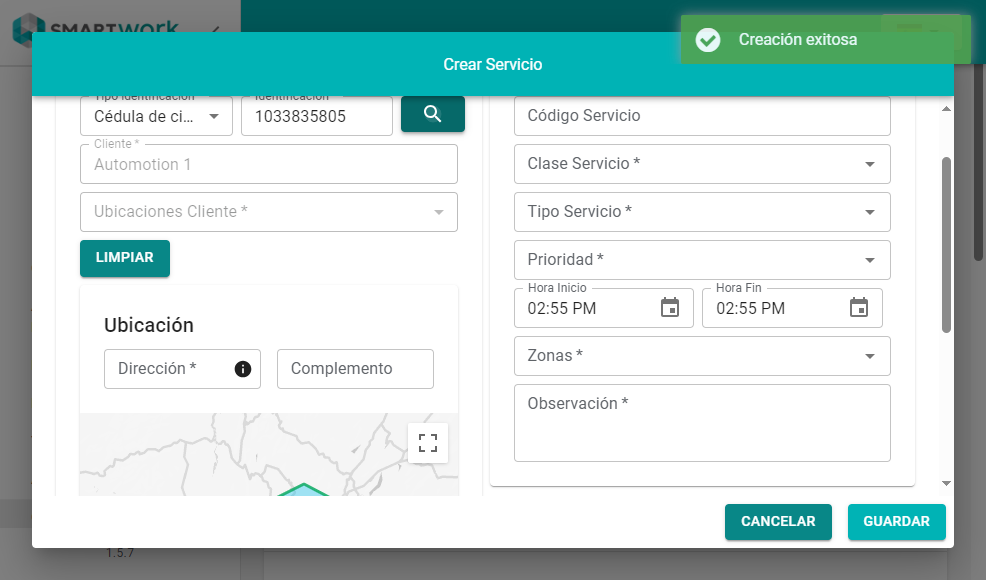 SMARTwork
Creación exitosa
Crear Servicio
Tipo Identificación
Cédula de ci...
Identificación
1033835805
Cliente *
Automotion 1
Ubicaciones Cliente *
LIMPIAR
Ubicación
Dirección *
Complemento
Código Servicio
Clase Servicio *
Tipo Servicio *
Prioridad *
Hora Inicio
02:55 PM
Hora Fin
02:55 PM
Zonas *
Observación *
CANCELAR
GUARDAR
1.5.7